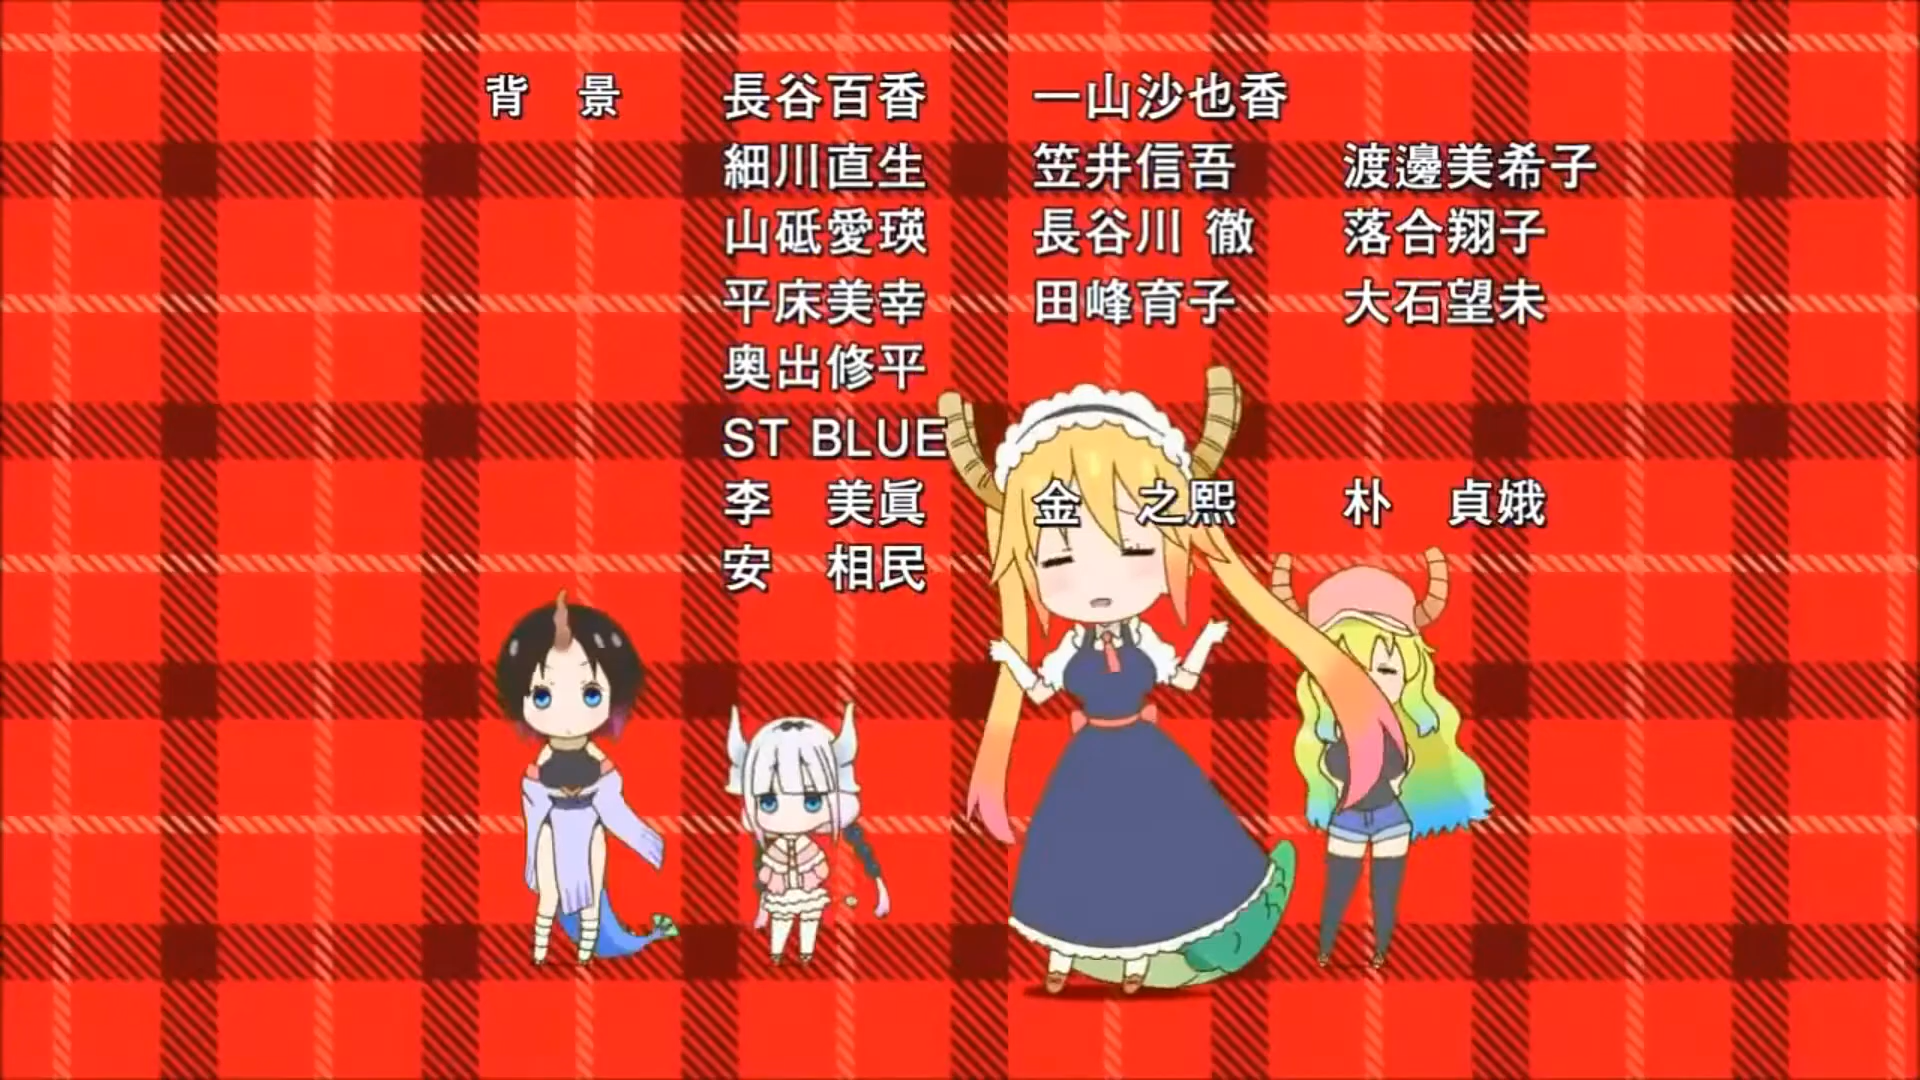 背　景　長谷百香　一山沙也香
細川直生　笠井信吾　渡邊美希子
山砥愛瑛　長谷川 徹　落合翔子
平床美幸　田峰育子　大石望未
奥出修平
ST BLUE
李　美眞　金　之熙　朴　貞娥
安　相民